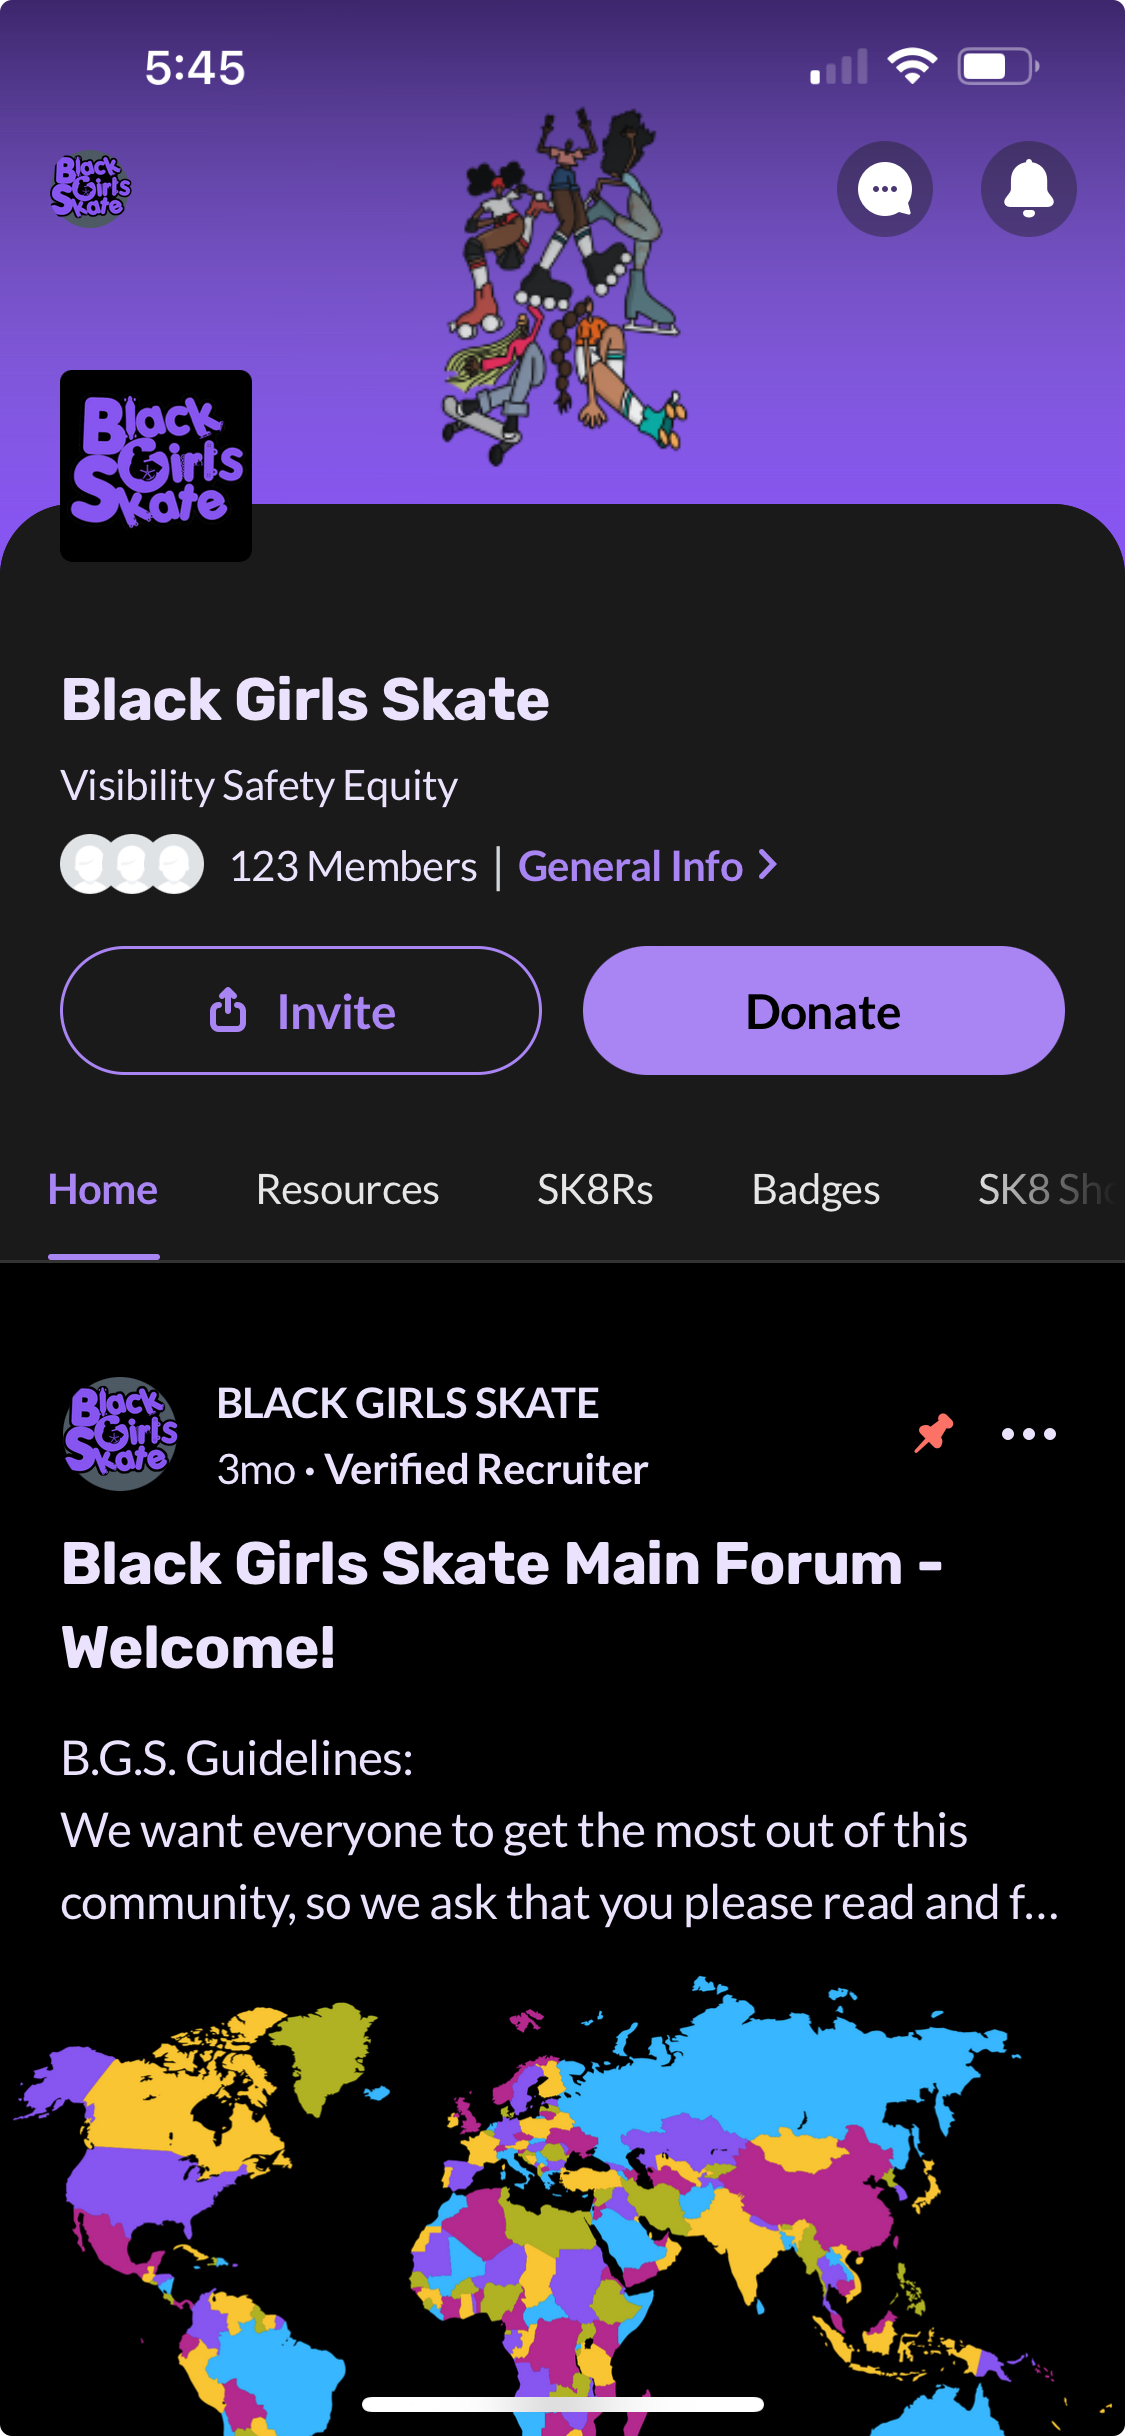 5:45
Black
Girls
Skate
Black
Girls
Skate
Black Girls Skate
Visibility Safety Equity
123 Members | General Info >
Invite
Donate
Home Resources SK8Rs Badges SK8 Sho
Black
Girls
Skate
BLACK GIRLS SKATE
3mo • Verified Recruiter
Black Girls Skate Main Forum -
Welcome!
B.G.S. Guidelines:
We want everyone to get the most out of this
community, so we ask that you please read and f...